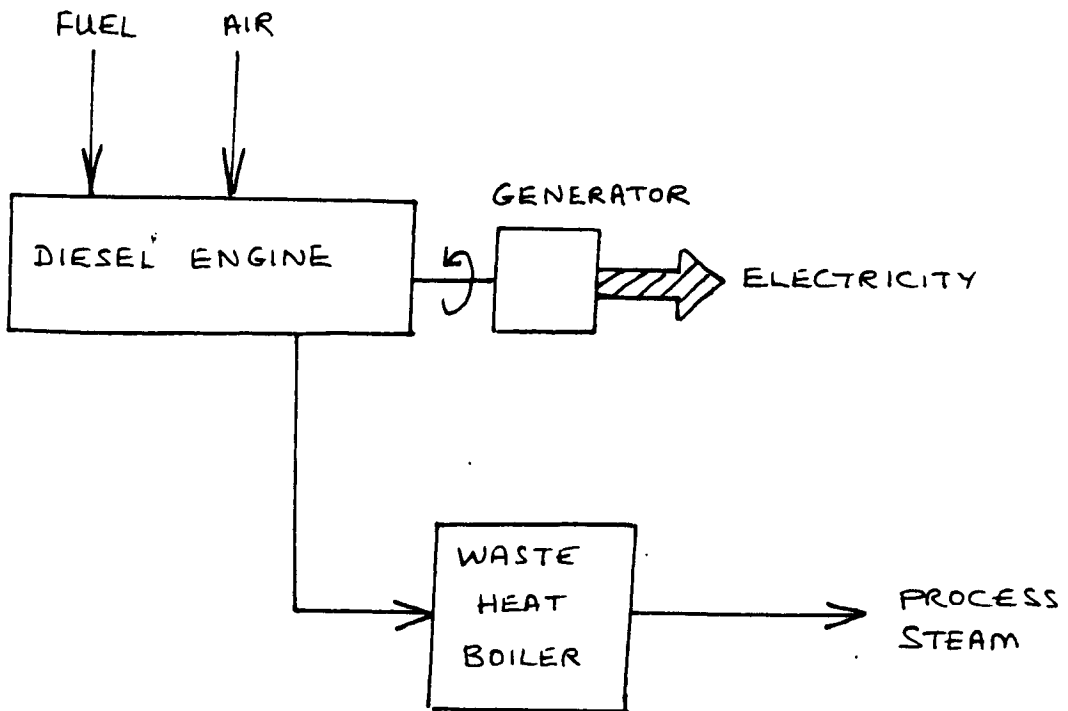 FUEL
AIR
DIESEL ENGINE
GENERATOR
ELECTRICITY
WASTE
HEAT
BOILER
PROCESS
STEAM